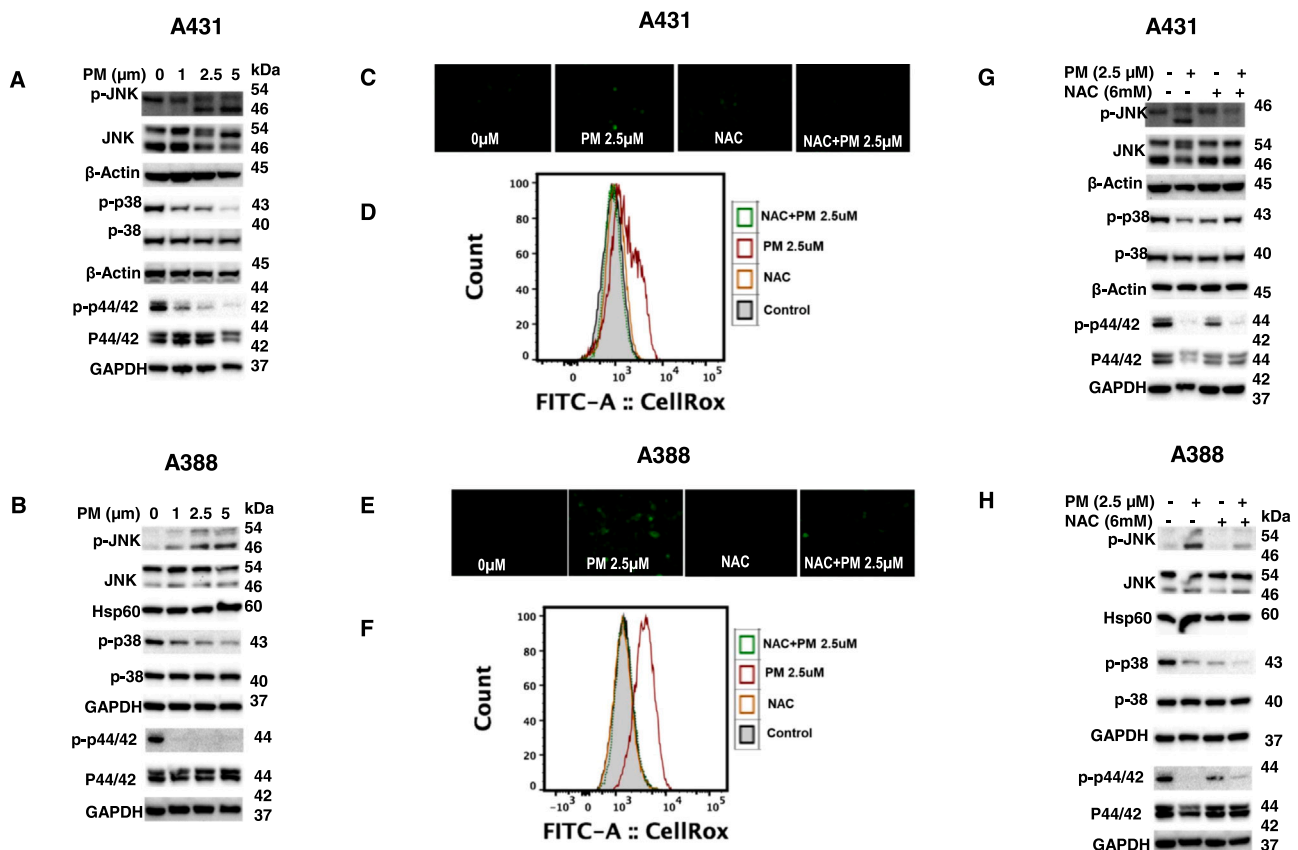 A431
A
PM (μm) 0 1 2.5 5 kDa
p-JNK 54
46
JNK 54
46
β-Actin 45
p-p38 43
p-38 40
β-Actin 45
44
p-p44/42 42
P44/42 44
42
GAPDH 37
A388
B
PM (μm) 0 1 2.5 5 kDa
p-JNK 54
46
JNK 54
46
Hsp60 60
p-p38 43
p-38 40
GAPDH 37
p-p44/42 44
P44/42 44
42
GAPDH 37
A431
C
0μM PM 2.5μM NAC NAC+PM 2.5μM
D
Count
100
80
60
40
20
0
0 10³ 10⁴ 10⁵
FITC-A :: CellRox
NAC+PM 2.5uM
PM 2.5uM
NAC
Control
A388
E
0μM PM 2.5μM NAC NAC+PM 2.5μM
F
Count
100
80
60
40
20
0
-10³ 0 10³ 10⁴ 10⁵
FITC-A :: CellRox
NAC+PM 2.5uM
PM 2.5uM
NAC
Control
A431
G
PM (2.5 μM) - + - +
NAC (6mM) - - + +
p-JNK 46
JNK 54
46
β-Actin 45
p-p38 43
p-38 40
β-Actin 45
p-p44/42 44
42
P44/42 44
42
GAPDH 37
A388
H
PM (2.5 μM) - + - +
NAC (6mM) - - + + kDa
p-JNK 54
46
JNK 54
46
Hsp60 60
p-p38 43
p-38 40
GAPDH 37
p-p44/42 44
P44/42 44
42
GAPDH 37